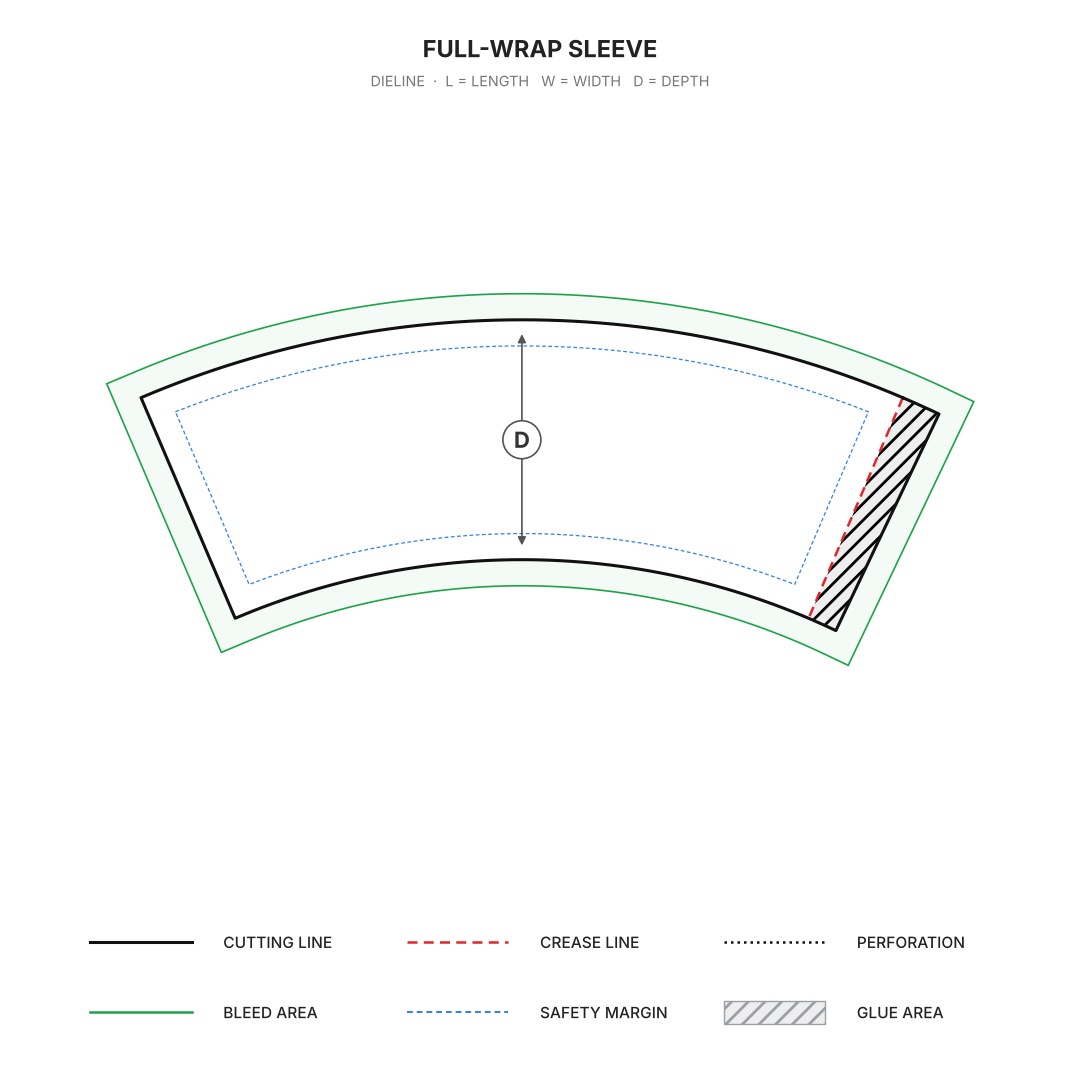 FULL-WRAP SLEEVE
DIELINE · L = LENGTH W = WIDTH D = DEPTH
D
CUTTING LINE
CREASE LINE
PERFORATION
BLEED AREA
SAFETY MARGIN
GLUE AREA